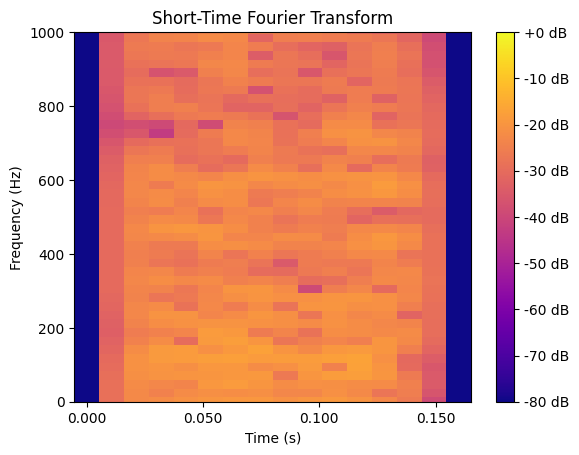 Short-Time Fourier Transform
Frequency (Hz)
1000
800
600
400
200
0
0.000
0.050
0.100
0.150
Time (s)
+0 dB
-10 dB
-20 dB
-30 dB
-40 dB
-50 dB
-60 dB
-70 dB
-80 dB